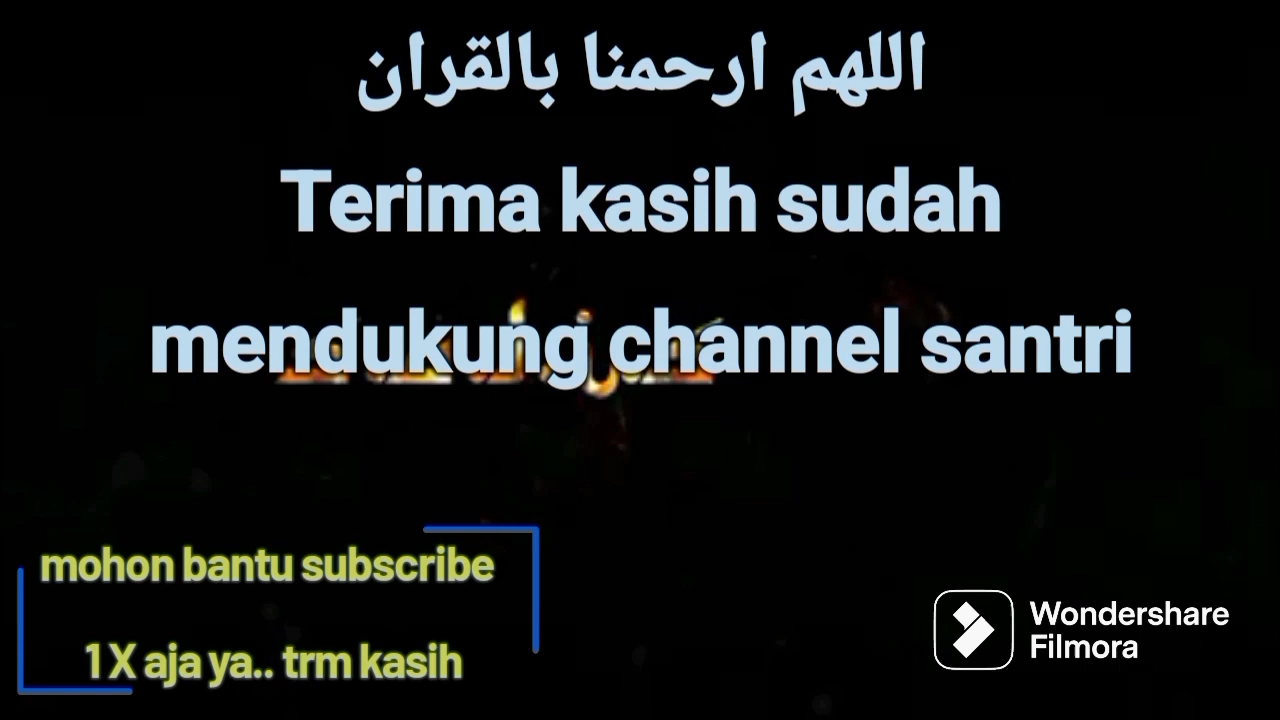 اللهم ارحمنا بالقران
Terima kasih sudah
mendukung channel santri
mohon bantu subscribe
1X aja ya.. trm kasih
Wondershare
Filmora